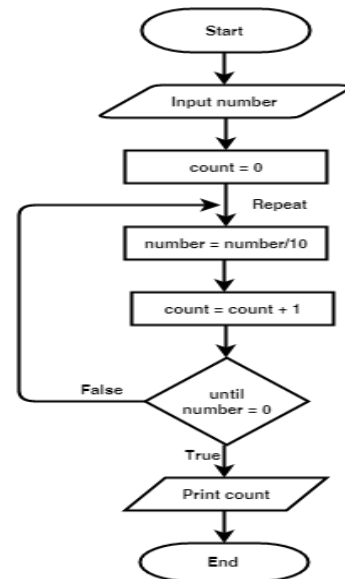 Start
Input number
count = 0
Repeat
number = number/10
count = count + 1
False
until
number = 0
True
Print count
End